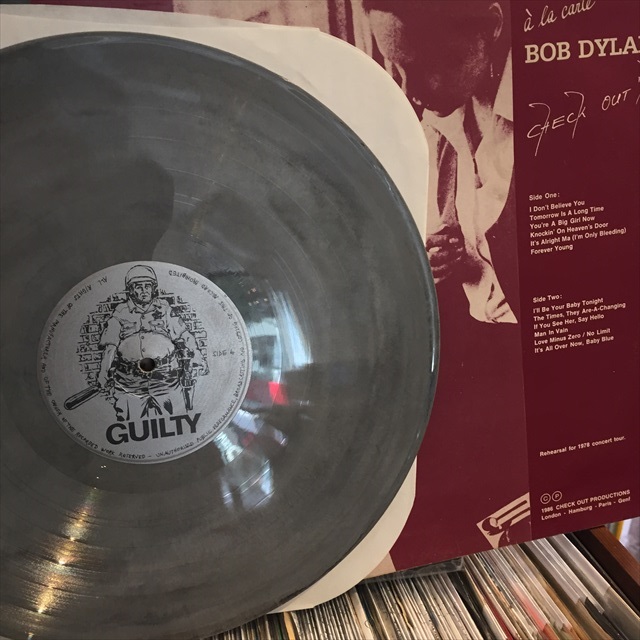 à la carte
BOB DYLA
CHECK OUT
Side One:
I Don't Believe You
Tomorrow Is A Long Time
You're A Big Girl Now
Knockin' On Heaven's Door
It's Alright Ma (I'm Only Bleeding)
Forever Young
Side Two:
I'll Be Your Baby Tonight
The Times, They Are A-Changing
If You See Her, Say Hello
Man In Vain
Love Minus Zero / No Limit
It's All Over Now, Baby Blue
Rehearsal for 1978 concert tour.
© ℗
1986 CHECK OUT PRODUCTIONS
London - Hamburg - Paris - Genf
GUILTY